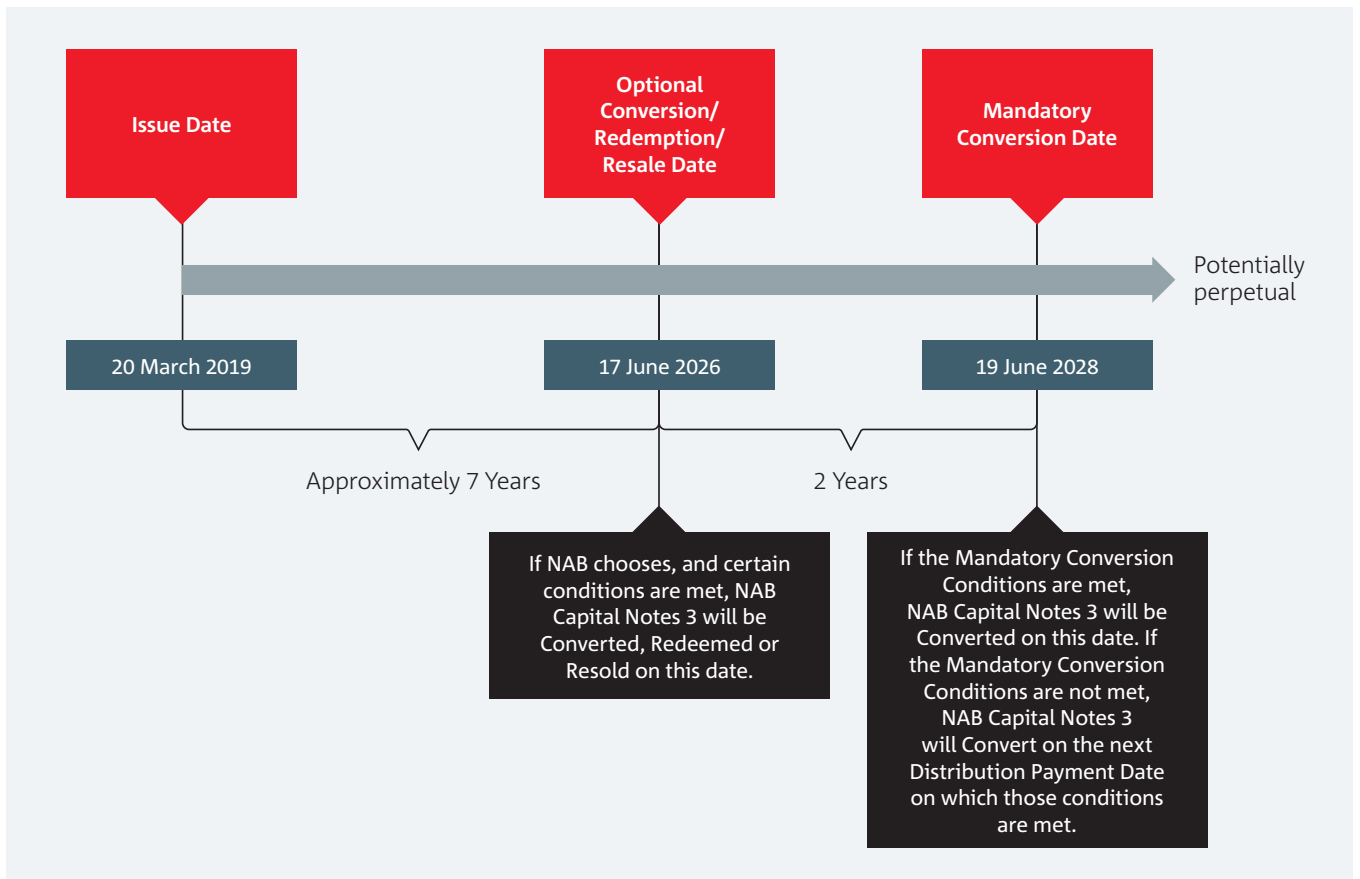 Issue Date
Optional
Conversion/
Redemption/
Resale Date
Mandatory
Conversion Date
Potentially
perpetual
20 March 2019
17 June 2026
19 June 2028
Approximately 7 Years
2 Years
If NAB chooses, and certain
conditions are met, NAB
Capital Notes 3 will be
Converted, Redeemed or
Resold on this date.
If the Mandatory Conversion
Conditions are met,
NAB Capital Notes 3 will be
Converted on this date. If
the Mandatory Conversion
Conditions are not met,
NAB Capital Notes 3
will Convert on the next
Distribution Payment Date
on which those conditions
are met.